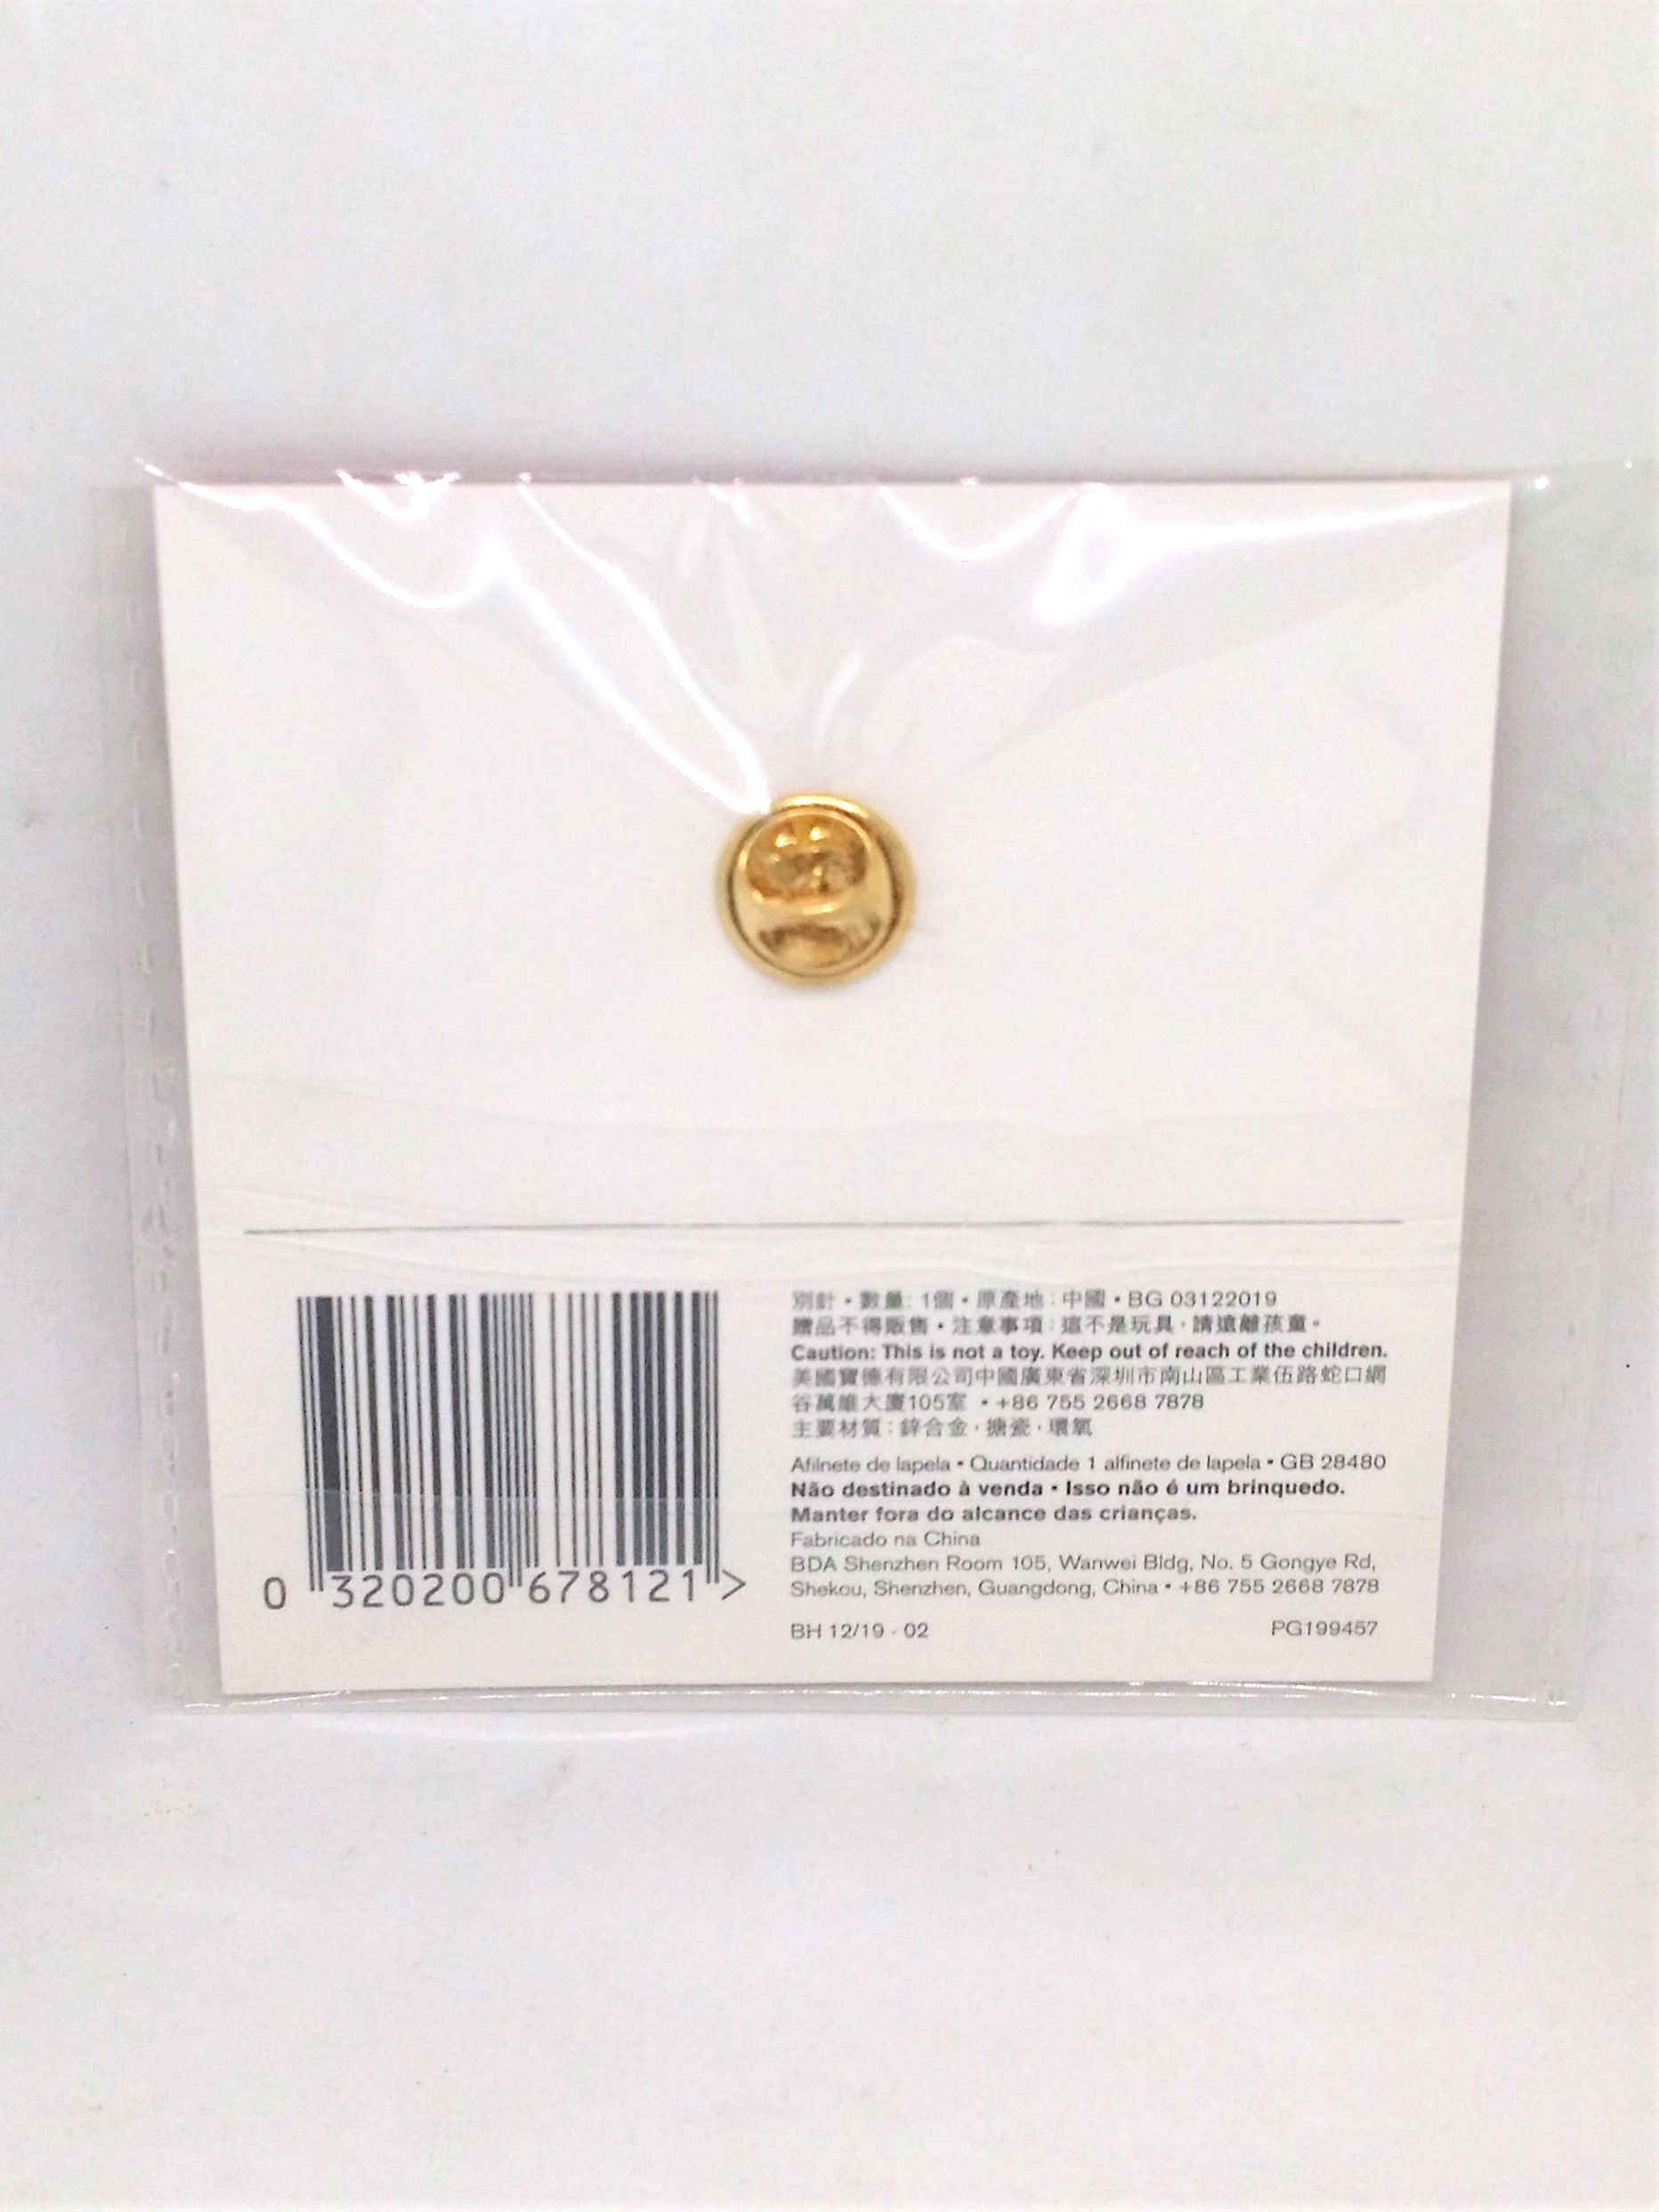 別針 • 數量: 1個 • 原產地 : 中國 • BG 03122019
贈品不得販售 • 注意事項 : 這不是玩具，請遠離孩童。
Caution: This is not a toy. Keep out of reach of the children.
美國寶德有限公司中國廣東省深圳市南山區工業伍路蛇口網
谷萬維大廈105室 • +86 755 2668 7878
主要材質 : 鋅合金，搪瓷，環氧
Afilnete de lapela • Quantidade 1 alfinete de lapela • GB 28480
Não destinado à venda • Isso não é um brinquedo.
Manter fora do alcance das crianças.
Fabricado na China
BDA Shenzhen Room 105, Wanwei Bldg, No. 5 Gongye Rd,
Shekou, Shenzhen, Guangdong, China • +86 755 2668 7878
BH 12/19 - 02 PG199457
0 320200 678121 >